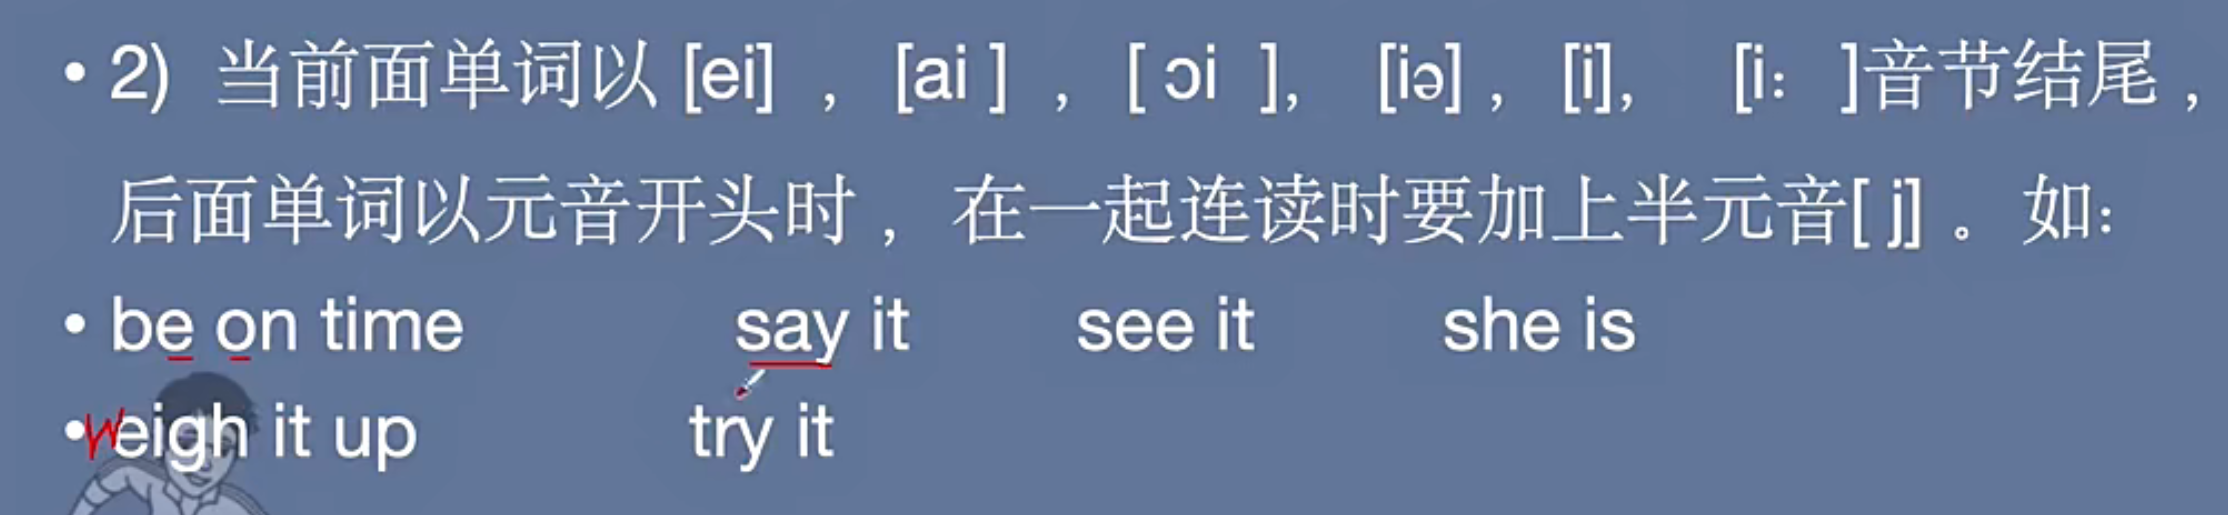 • 2) 当前面单词以 [ei] , [ai ] , [ ɔi ], [iə] , [i], [i: ]音节结尾,
后面单词以元音开头时, 在一起连读时要加上半元音[ j] 。如:
• be on time say it see it she is
• weigh it up try it